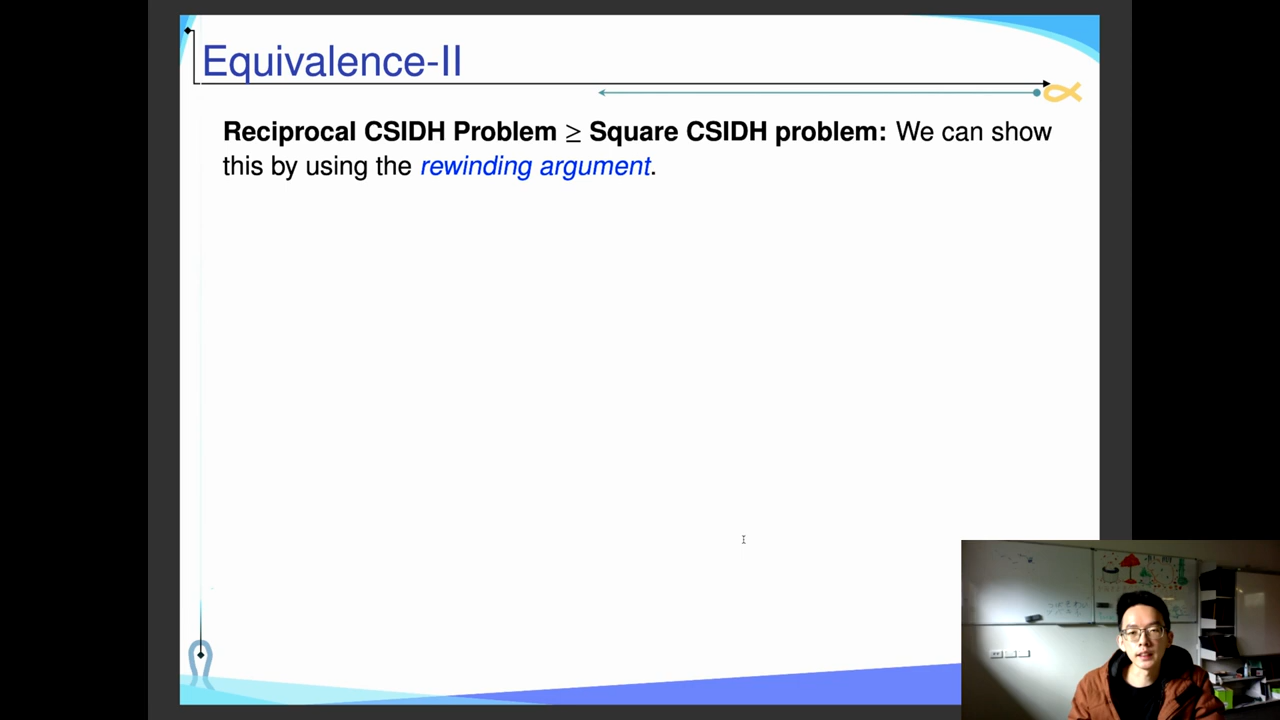 Equivalence-II
Reciprocal CSIDH Problem ≥ Square CSIDH problem: We can show
this by using the rewinding argument.